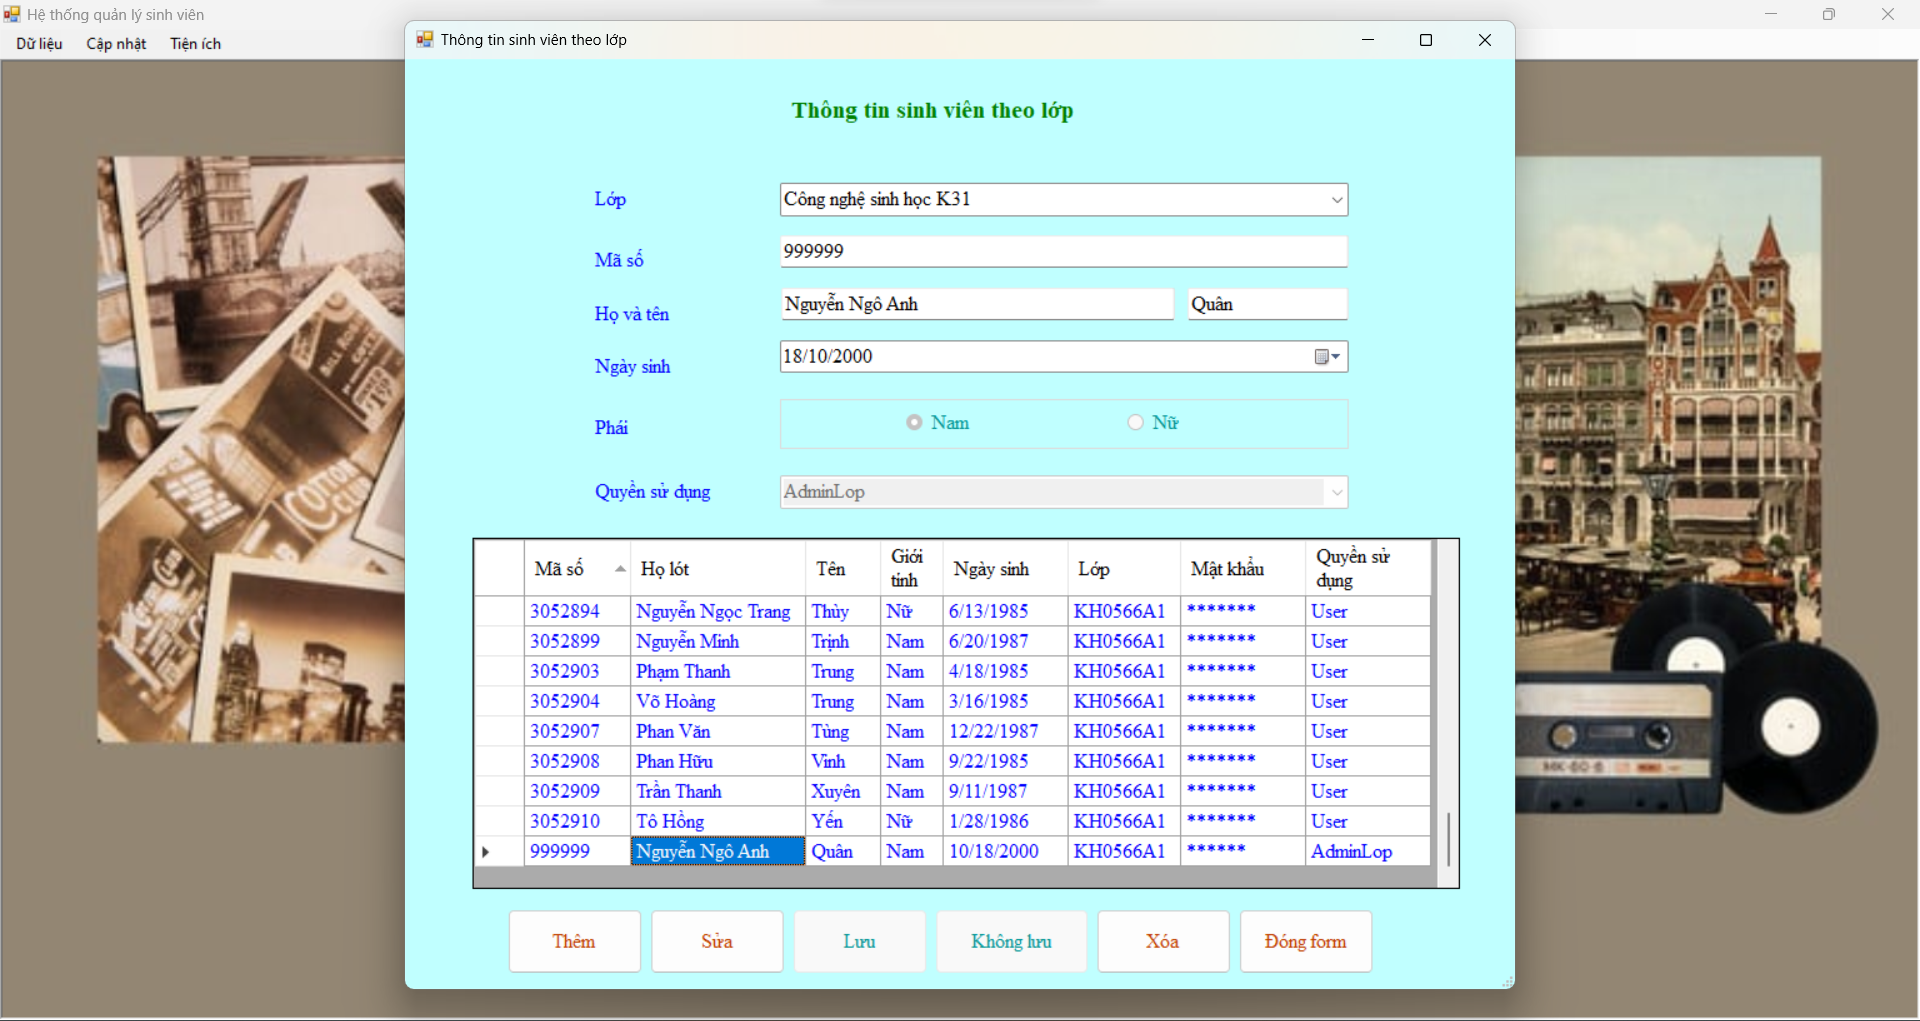 Hệ thống quản lý sinh viên
Dữ liệu Cập nhật Tiện ích
Thông tin sinh viên theo lớp
Thông tin sinh viên theo lớp
Lớp Công nghệ sinh học K31
Mã số 999999
Họ và tên Nguyễn Ngô Anh Quân
Ngày sinh 18/10/2000
Phái Nam Nữ
Quyền sử dụng AdminLop
Mã số Họ lót Tên Giới tính Ngày sinh Lớp Mật khẩu Quyền sử dụng
3052894 Nguyễn Ngọc Trang Thùy Nữ 6/13/1985 KH0566A1 ******* User
3052899 Nguyễn Minh Trịnh Nam 6/20/1987 KH0566A1 ******* User
3052903 Phạm Thanh Trung Nam 4/18/1985 KH0566A1 ******* User
3052904 Võ Hoàng Trung Nam 3/16/1985 KH0566A1 ******* User
3052907 Phan Văn Tùng Nam 12/22/1987 KH0566A1 ******* User
3052908 Phan Hữu Vinh Nam 9/22/1985 KH0566A1 ******* User
3052909 Trần Thanh Xuyên Nam 9/11/1987 KH0566A1 ******* User
3052910 Tô Hồng Yến Nữ 1/28/1986 KH0566A1 ******* User
999999 Nguyễn Ngô Anh Quân Nam 10/18/2000 KH0566A1 ****** AdminLop
Thêm Sửa Lưu Không lưu Xóa Đóng form
COTTON CLUB